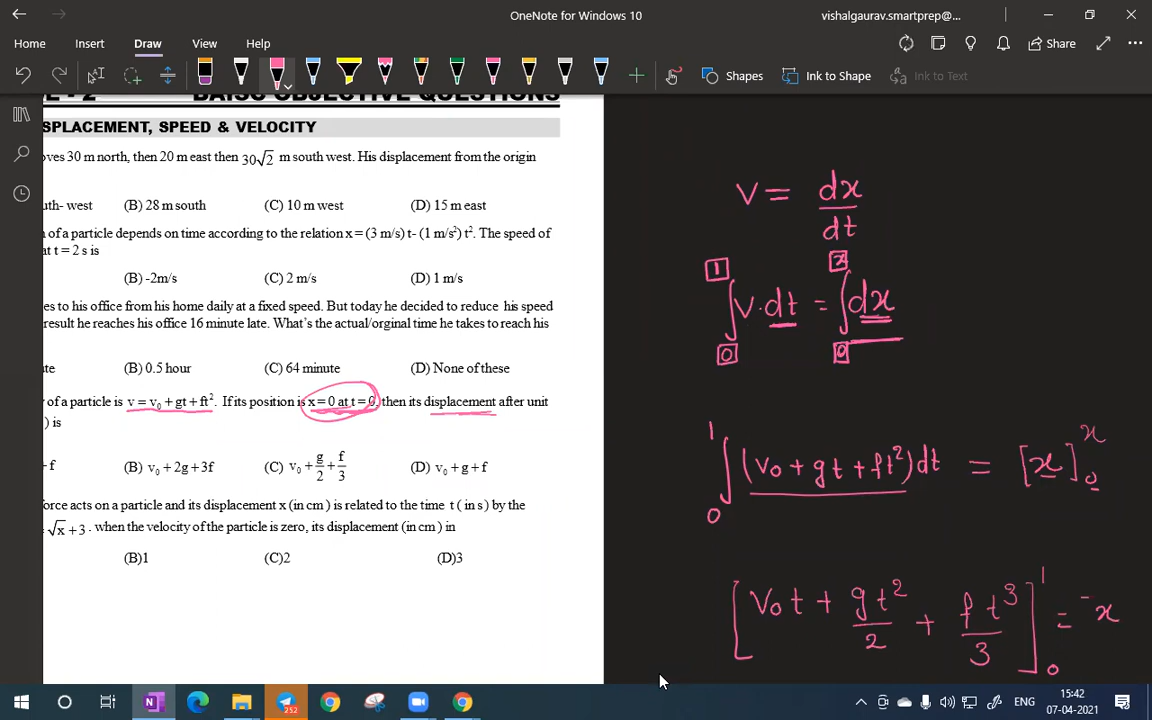 OneNote for Windows 10
vishalgaurav.smartprep@...
Home Insert Draw View Help
Share
Shapes Ink to Shape Ink to Text
BASIC OBJECTIVE QUESTIONS
SPLACEMENT, SPEED & VELOCITY
oves 30 m north, then 20 m east then 30√2 m south west. His displacement from the origin
uth- west (B) 28 m south (C) 10 m west (D) 15 m east
n of a particle depends on time according to the relation x = (3 m/s) t- (1 m/s²) t². The speed of
at t = 2 s is
(B) -2m/s (C) 2 m/s (D) 1 m/s
es to his office from his home daily at a fixed speed. But today he decided to reduce his speed
result he reaches his office 16 minute late. What's the actual/orginal time he takes to reach his
ute (B) 0.5 hour (C) 64 minute (D) None of these
y of a particle is v = v₀ + gt + ft². If its position is x = 0 at t = 0, then its displacement after unit
) is
+ f (B) v₀ + 2g + 3f (C) v₀ + g/2 + f/3 (D) v₀ + g + f
orce acts on a particle and its displacement x (in cm ) is related to the time t ( in s) by the
= √x + 3 . when the velocity of the particle is zero, its displacement (in cm ) in
(B)1 (C)2 (D)3
V = dx/dt
∫₀¹ V·dt = ∫₀ˣ dx
∫₀¹ (V₀ + gt + ft²)dt = [x]₀ˣ
[V₀t + gt²/2 + ft³/3]₀¹ = x
252
ENG
15:42
07-04-2021